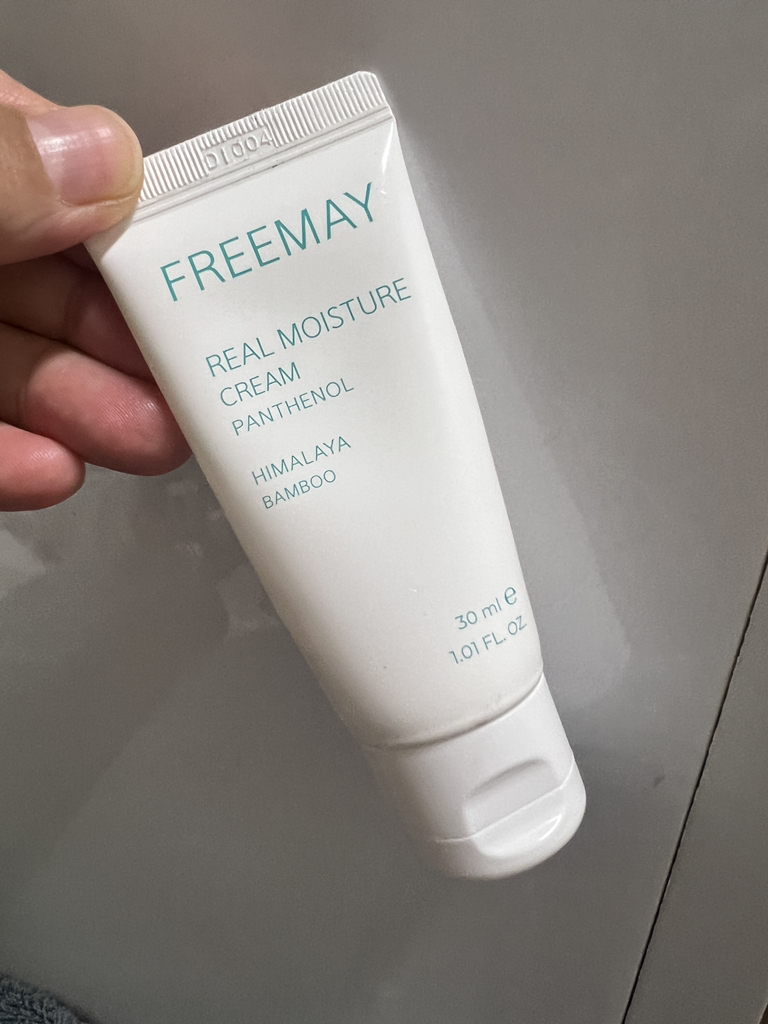 D1004
FREEMAY
REAL MOISTURE
CREAM
PANTHENOL
HIMALAYA
BAMBOO
30 ml e
1.01 FL. OZ.